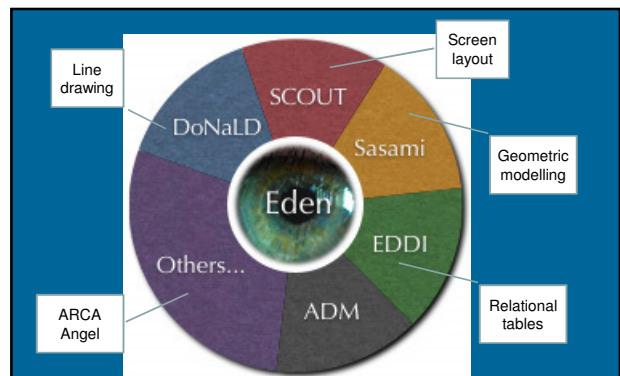 Screen
layout
Line
drawing
SCOUT
DoNaLD
Sasami
Geometric
modelling
Eden
EDDI
Others...
ADM
ARCA
Angel
Relational
tables